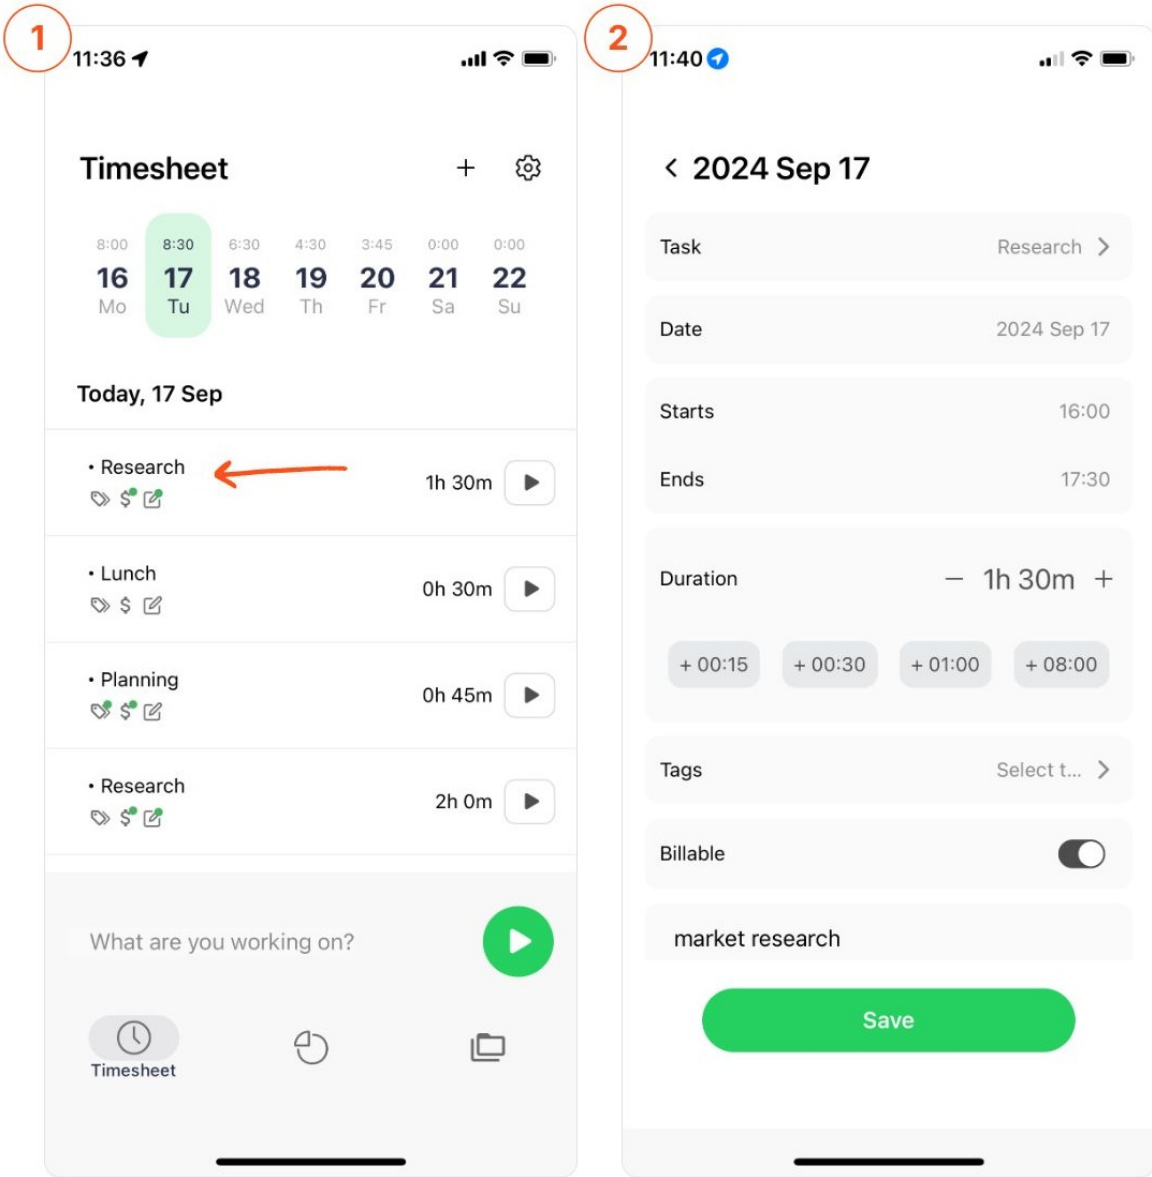 1
11:36
Timesheet +
8:00 8:30 6:30 4:30 3:45 0:00 0:00
16 17 18 19 20 21 22
Mo Tu Wed Th Fr Sa Su
Today, 17 Sep
• Research
1h 30m
$
• Lunch
0h 30m
$
• Planning
0h 45m
$
• Research
2h 0m
$
What are you working on?
Timesheet
2
11:40
< 2024 Sep 17
Task Research >
Date 2024 Sep 17
Starts 16:00
Ends 17:30
Duration − 1h 30m +
+ 00:15 + 00:30 + 01:00 + 08:00
Tags Select t... >
Billable
market research
Save